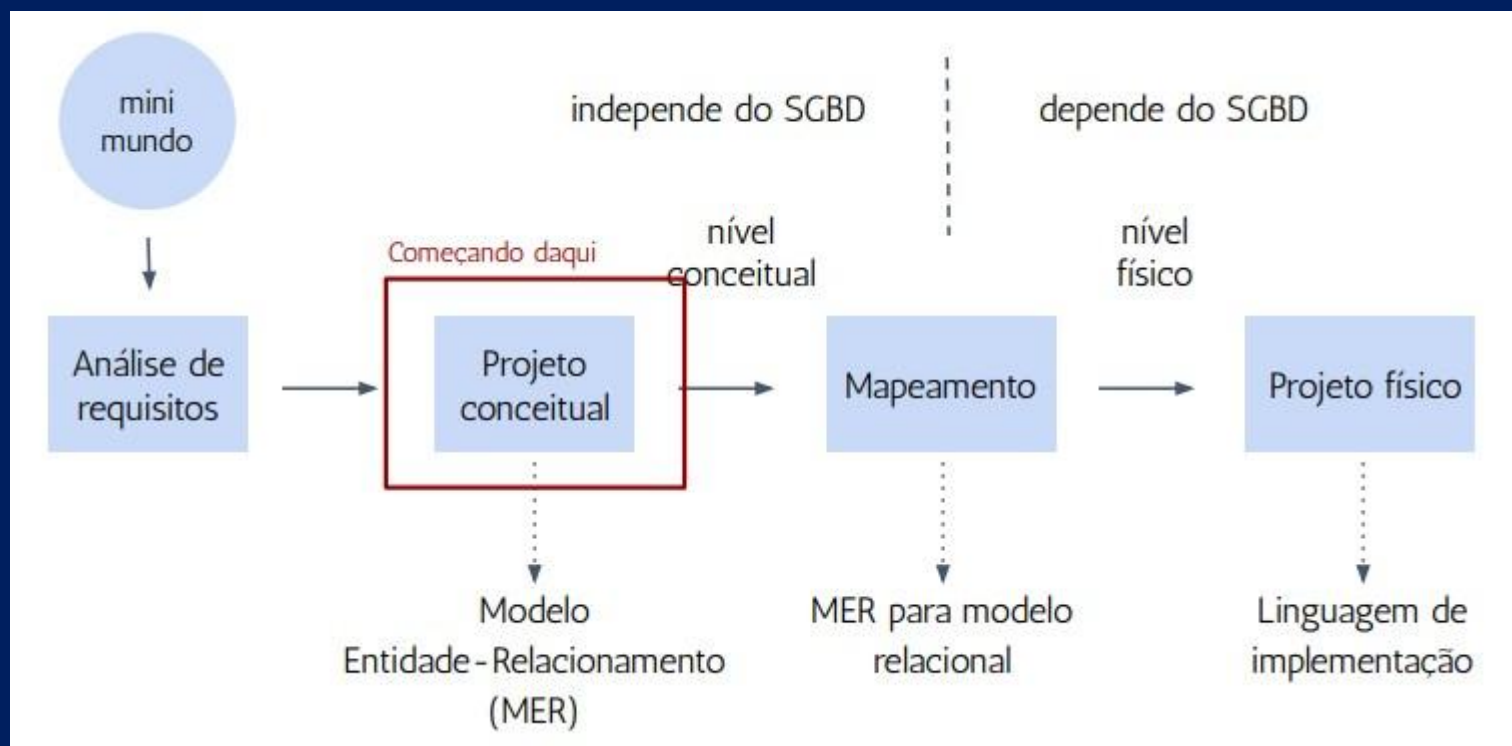 mini
mundo
independe do SGBD
depende do SGBD
Começando daqui
nível
conceitual
nível
físico
Análise de
requisitos
Projeto
conceitual
Mapeamento
Projeto físico
Modelo
Entidade-Relacionamento
(MER)
MER para modelo
relacional
Linguagem de
implementação